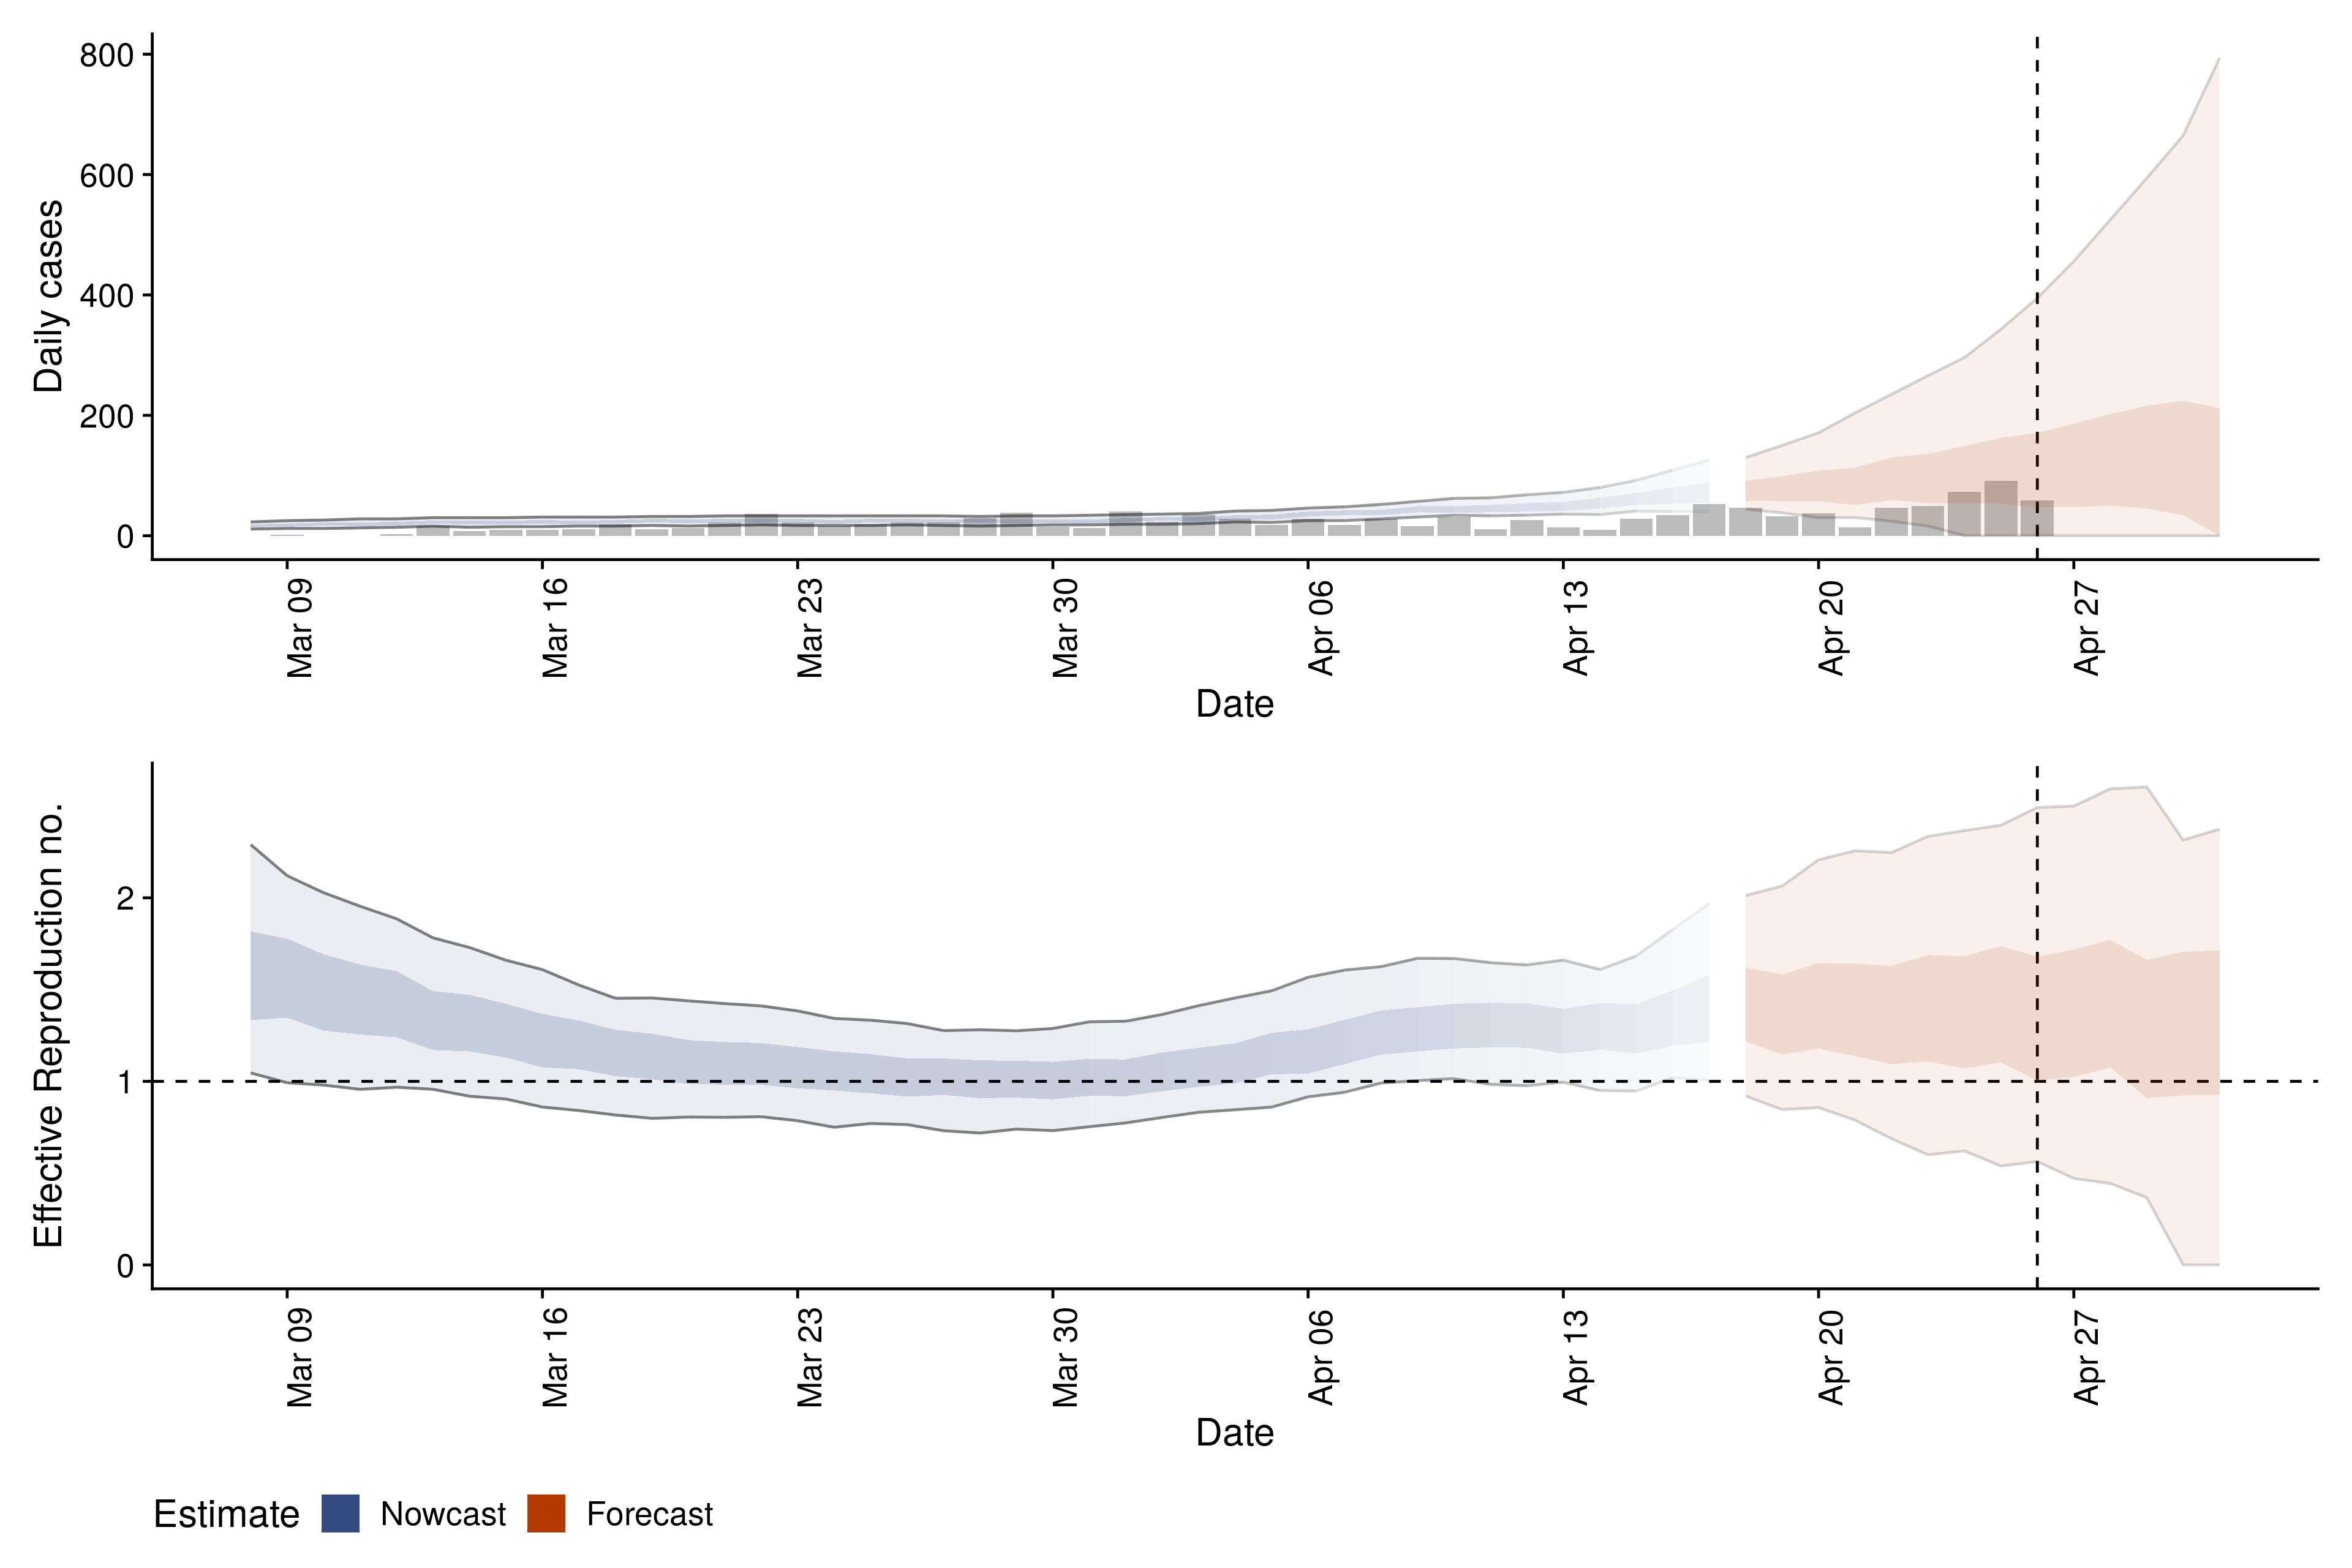 800
600
400
200
0
Daily cases
Mar 09
Mar 16
Mar 23
Mar 30
Apr 06
Apr 13
Apr 20
Apr 27
Date
2
1
0
Effective Reproduction no.
Mar 09
Mar 16
Mar 23
Mar 30
Apr 06
Apr 13
Apr 20
Apr 27
Date
Estimate Nowcast Forecast